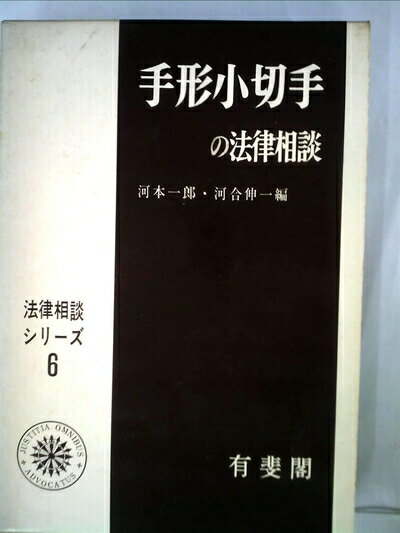 手形小切手
の法律相談
河本一郎・河合伸一編
法律相談
シリーズ
6
JUSTITIA OMNIBUS
ADVOCATUS
有斐閣